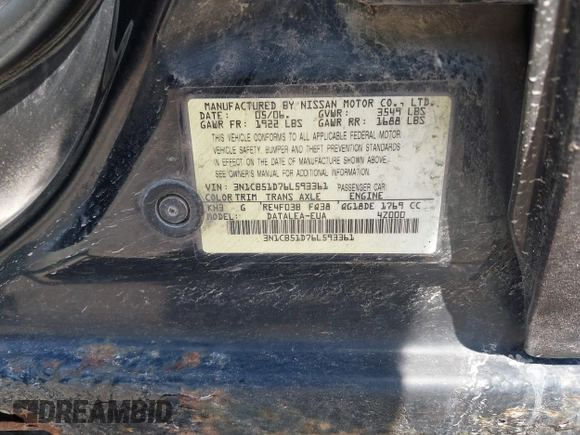 MANUFACTURED BY NISSAN MOTOR CO., LTD.
DATE: 05/06. GVWR: 3549 LBS
GAWR FR: 1922 LBS GAWR RR: 1688 LBS
THIS VEHICLE CONFORMS TO ALL APPLICABLE FEDERAL MOTOR
VEHICLE SAFETY, BUMPER AND THEFT PREVENTION STANDARDS
IN EFFECT ON THE DATE OF MANUFACTURE SHOWN ABOVE
SEE OWNER'S MANUAL FOR ADDITIONAL INFORMATION.
VIN: 3N1CB51D76L593361 PASSENGER CAR
COLOR TRIM TRANS AXLE ENGINE
KH3 G RE4F03B FQ38 QG18DE 1769 CC
MODEL: DATALEA-EUA 4Z000
3N1CB51D76L593361
DREAMBID